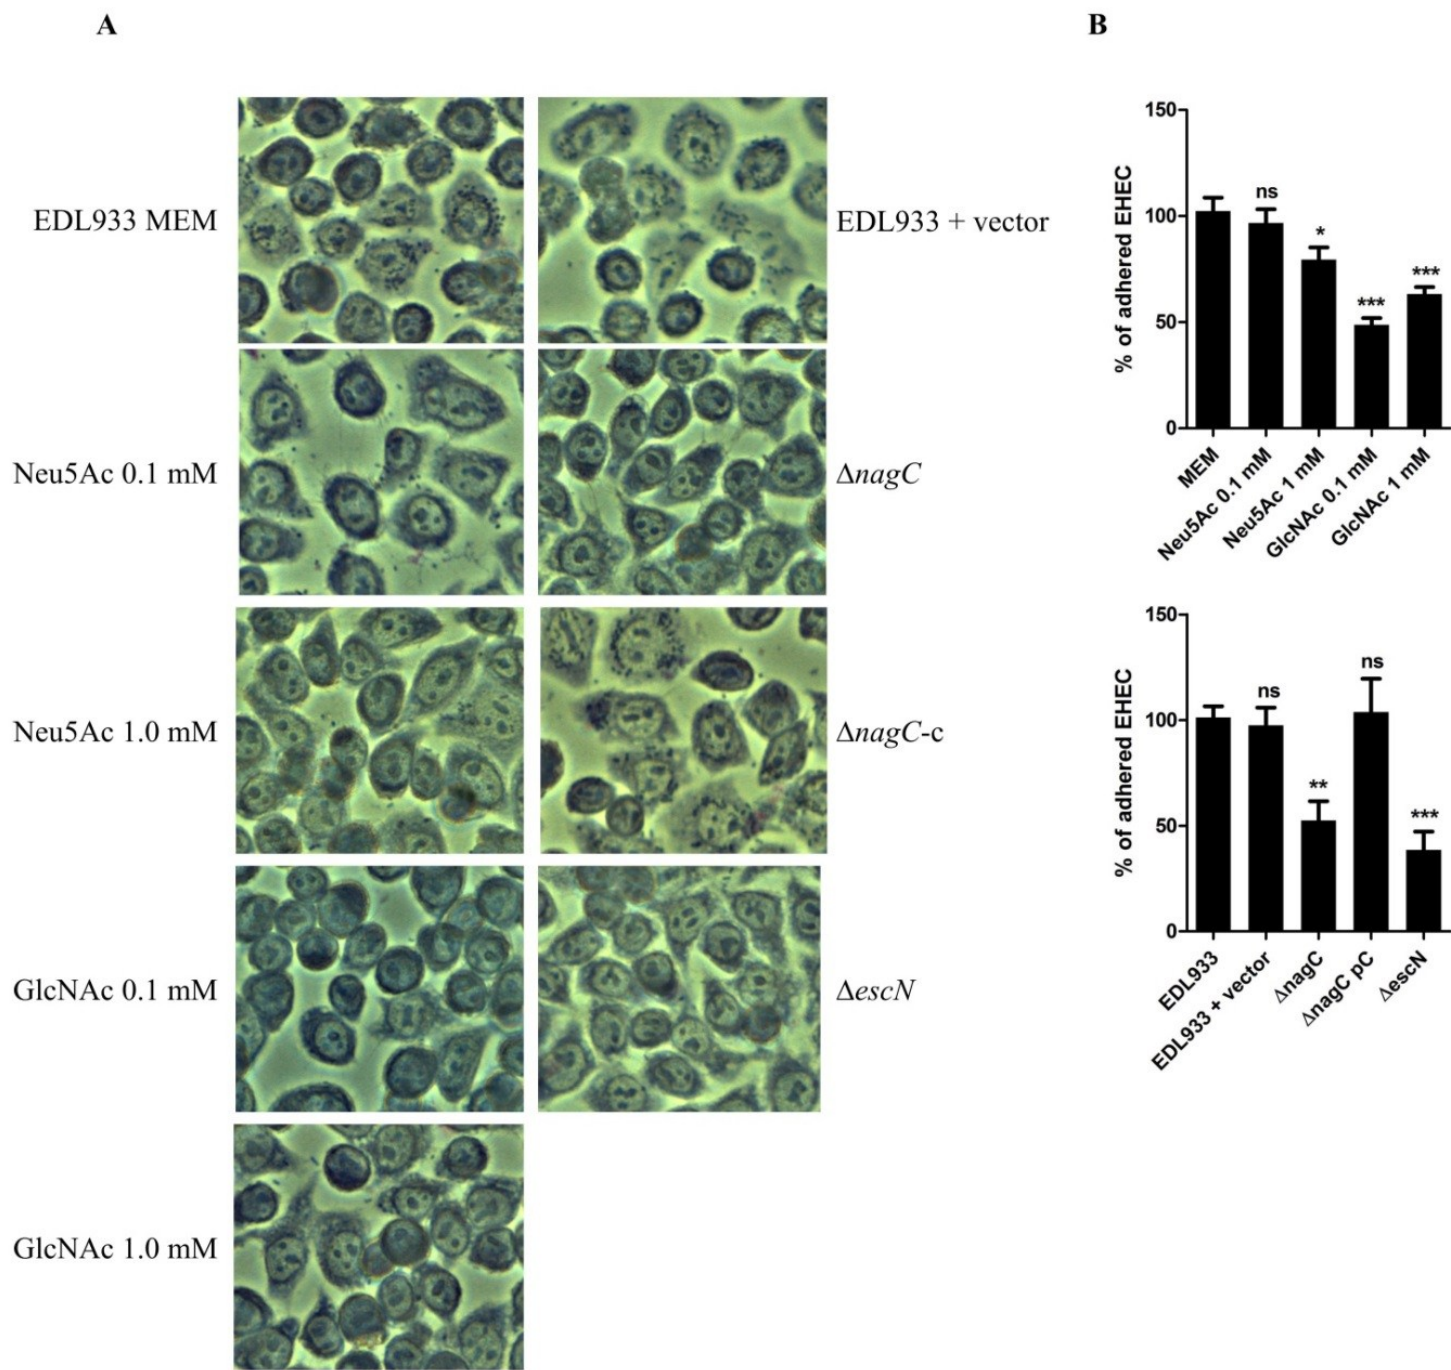 A
B
EDL933 MEM
EDL933 + vector
Neu5Ac 0.1 mM
ΔnagC
Neu5Ac 1.0 mM
ΔnagC-c
GlcNAc 0.1 mM
ΔescN
GlcNAc 1.0 mM
% of adhered EHEC
150
100
50
0
ns
*
***
***
MEM
Neu5Ac 0.1 mM
Neu5Ac 1 mM
GlcNAc 0.1 mM
GlcNAc 1 mM
% of adhered EHEC
150
100
50
0
ns
**
ns
***
EDL933
EDL933 + vector
ΔnagC
ΔnagC pC
ΔescN